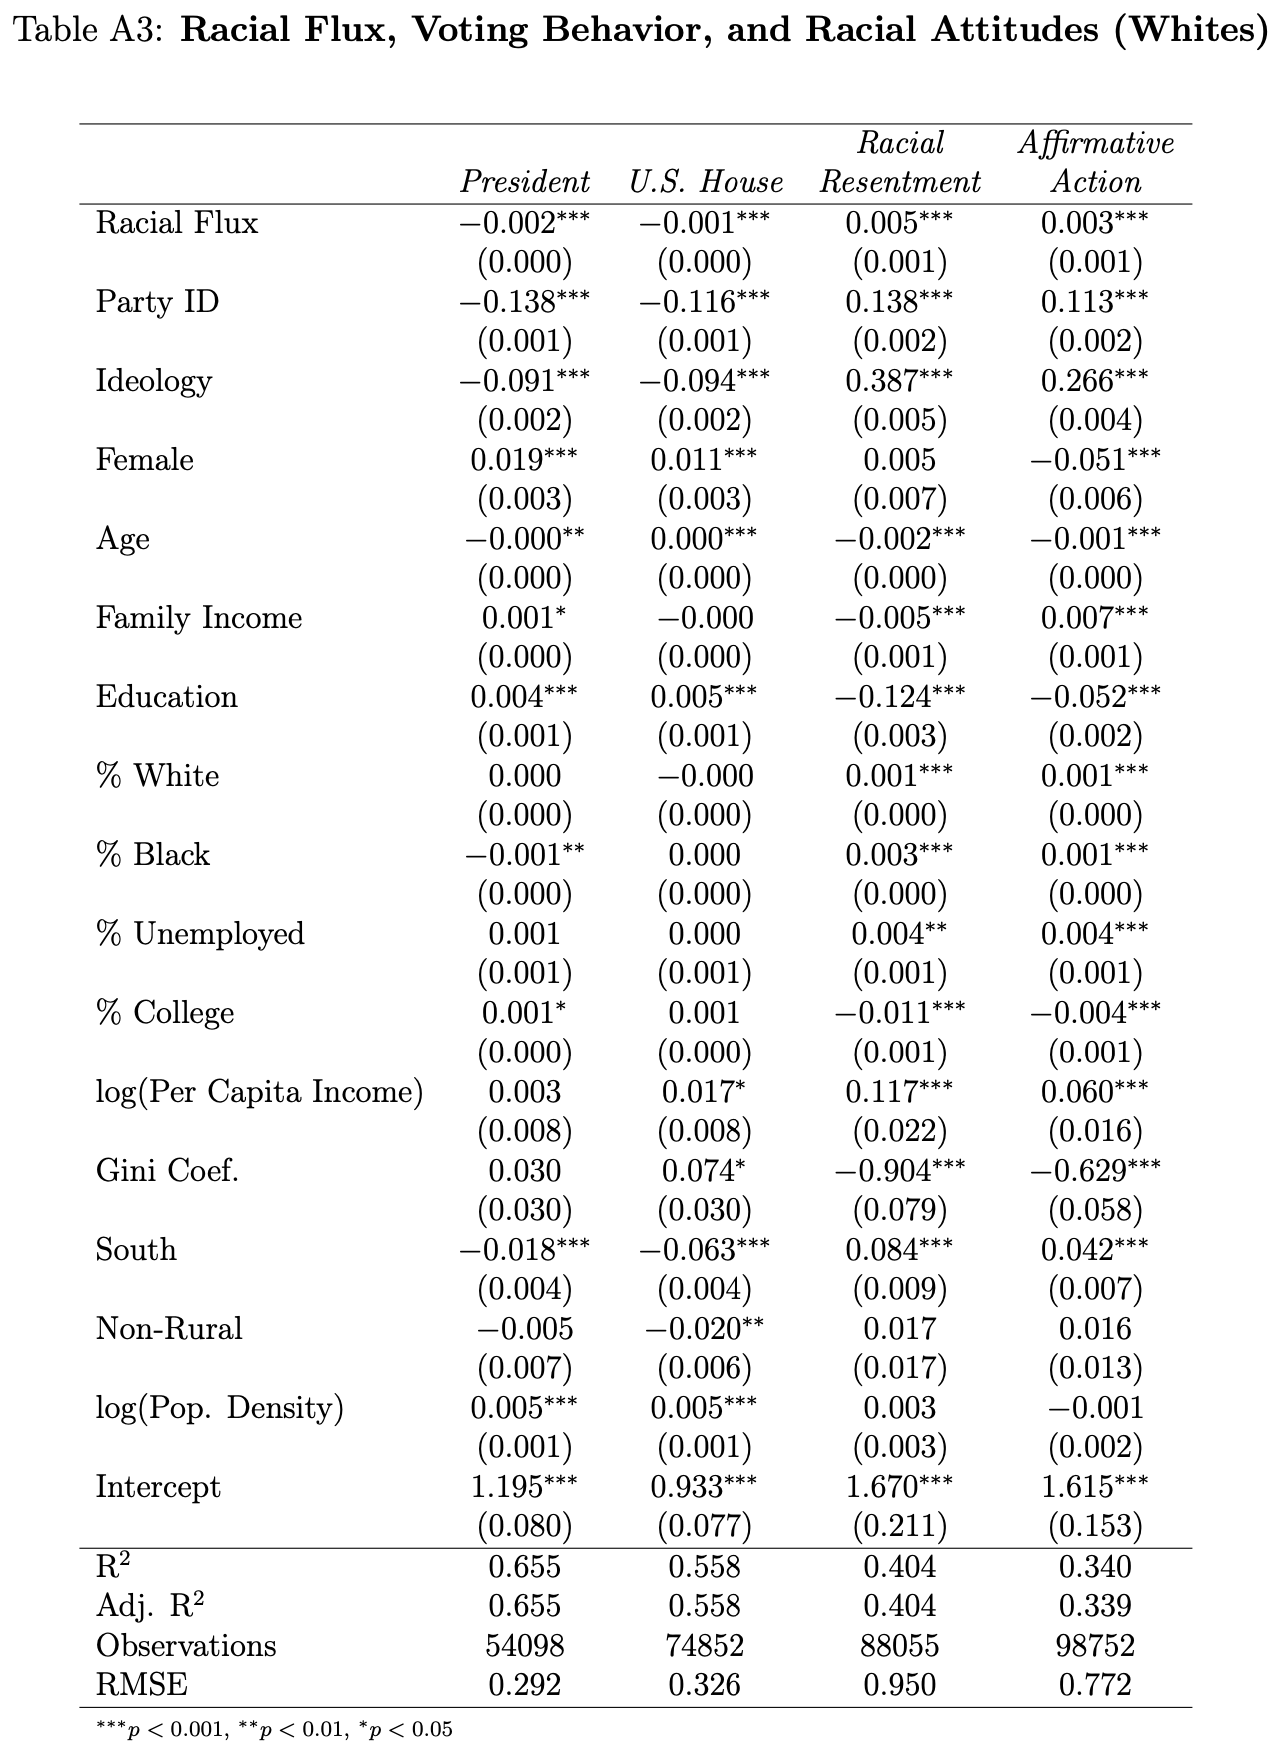 Table A3: Racial Flux, Voting Behavior, and Racial Attitudes (Whites)
Racial Affirmative
President U.S. House Resentment Action
Racial Flux −0.002*** −0.001*** 0.005*** 0.003***
(0.000) (0.000) (0.001) (0.001)
Party ID −0.138*** −0.116*** 0.138*** 0.113***
(0.001) (0.001) (0.002) (0.002)
Ideology −0.091*** −0.094*** 0.387*** 0.266***
(0.002) (0.002) (0.005) (0.004)
Female 0.019*** 0.011*** 0.005 −0.051***
(0.003) (0.003) (0.007) (0.006)
Age −0.000** 0.000*** −0.002*** −0.001***
(0.000) (0.000) (0.000) (0.000)
Family Income 0.001* −0.000 −0.005*** 0.007***
(0.000) (0.000) (0.001) (0.001)
Education 0.004*** 0.005*** −0.124*** −0.052***
(0.001) (0.001) (0.003) (0.002)
% White 0.000 −0.000 0.001*** 0.001***
(0.000) (0.000) (0.000) (0.000)
% Black −0.001** 0.000 0.003*** 0.001***
(0.000) (0.000) (0.000) (0.000)
% Unemployed 0.001 0.000 0.004** 0.004***
(0.001) (0.001) (0.001) (0.001)
% College 0.001* 0.001 −0.011*** −0.004***
(0.000) (0.000) (0.001) (0.001)
log(Per Capita Income) 0.003 0.017* 0.117*** 0.060***
(0.008) (0.008) (0.022) (0.016)
Gini Coef. 0.030 0.074* −0.904*** −0.629***
(0.030) (0.030) (0.079) (0.058)
South −0.018*** −0.063*** 0.084*** 0.042***
(0.004) (0.004) (0.009) (0.007)
Non-Rural −0.005 −0.020** 0.017 0.016
(0.007) (0.006) (0.017) (0.013)
log(Pop. Density) 0.005*** 0.005*** 0.003 −0.001
(0.001) (0.001) (0.003) (0.002)
Intercept 1.195*** 0.933*** 1.670*** 1.615***
(0.080) (0.077) (0.211) (0.153)
R² 0.655 0.558 0.404 0.340
Adj. R² 0.655 0.558 0.404 0.339
Observations 54098 74852 88055 98752
RMSE 0.292 0.326 0.950 0.772
***p < 0.001, **p < 0.01, *p < 0.05